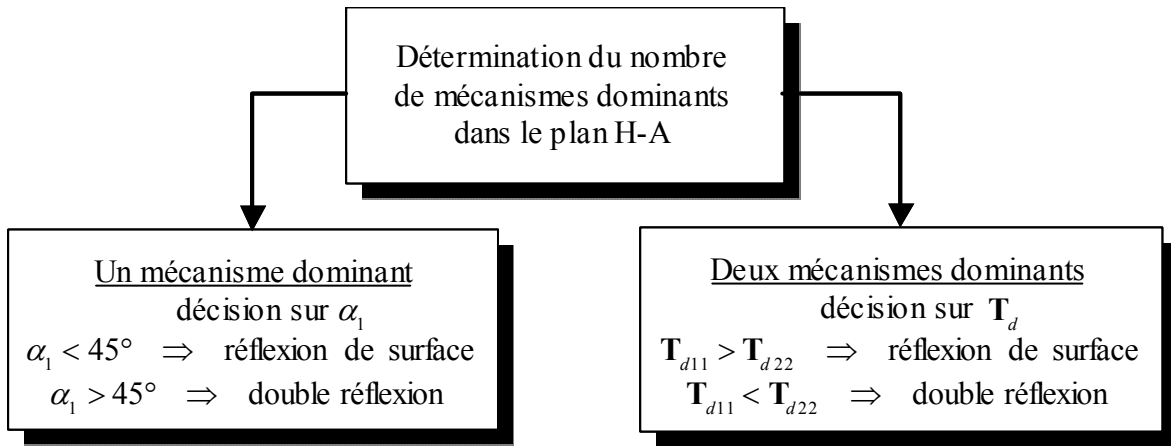 Détermination du nombre
de mécanismes dominants
dans le plan H-A
Un mécanisme dominant
décision sur α₁
α₁ < 45° ⇒ réflexion de surface
α₁ > 45° ⇒ double réflexion
Deux mécanismes dominants
décision sur T_d
T_d11 > T_d22 ⇒ réflexion de surface
T_d11 < T_d22 ⇒ double réflexion